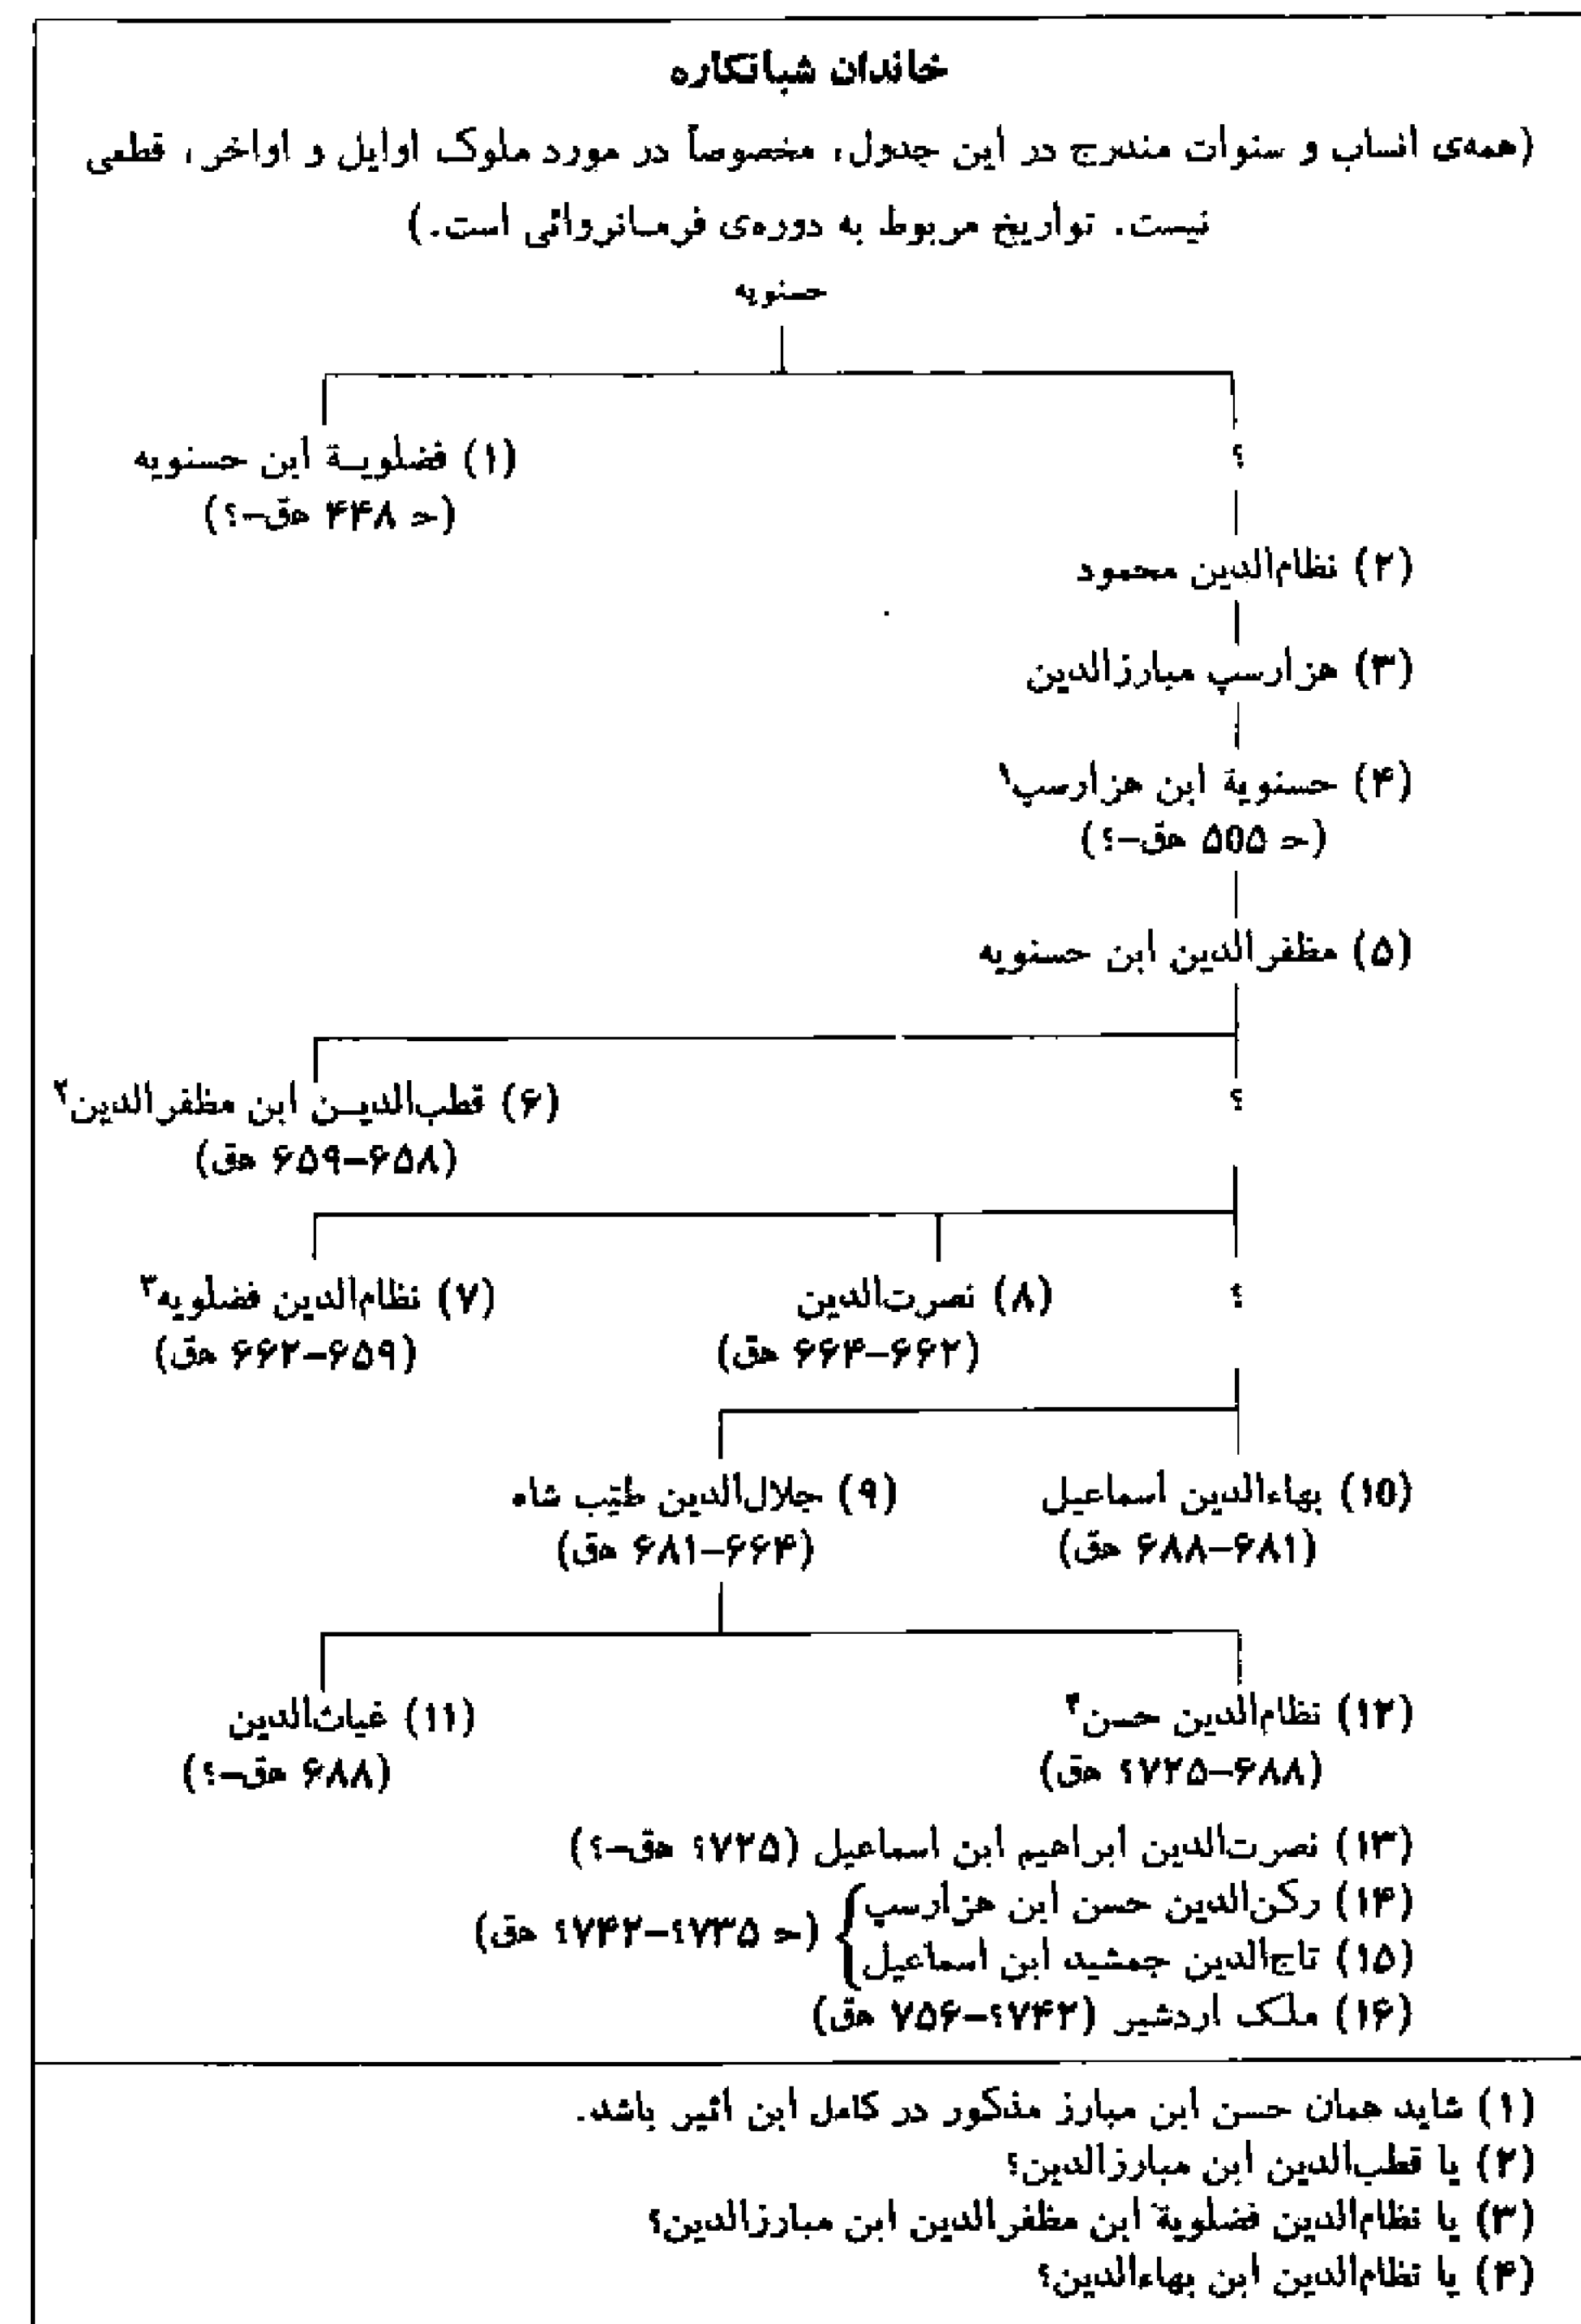 خاندان شبانکاره
(همه‌ی انساب و سنوات مندرج در این جدول، مخصوصاً در مورد ملوک اوایل و اواخر، قطعی
نیست. تواریخ مربوط به دوره‌ی فرمانروائی است.)
حسنویه
(۱) فضلویة ابن حسنویه
(حـ ۴۴۸ هق–؟)
؟
(۲) نظام‌الدین محمود
(۳) هزارسپ مبارزالدین
(۴) حسنویة ابن هزارسپ۱
(حـ ۵۰۵ هق–؟)
(۵) مظفرالدین ابن حسنویه
؟
(۶) قطب‌الدیـن ابن مظفرالدین۲
(۶۵۸–۶۵۹ هق)
؟
(۸) نصرت‌الدین
(۷) نظام‌الدین فضلویه۳
(۶۶۲–۶۶۴ هق)
(۶۵۹–۶۶۲ هق)
(۱۰) بهاءالدین اسماعیل
(۹) جلال‌الدین طیّب شاه
(۶۸۱–۶۸۸ هق)
(۶۶۴–۶۸۱ هق)
(۱۲) نظام‌الدین حسن۴
(۱۱) غیاث‌الدین
(۶۸۸–۷۲۵؟ هق)
(۶۸۸ هق–؟)
(۱۳) نصرت‌الدین ابراهیم ابن اسماعیل (۷۲۵؟ هق–؟)
(۱۴) رکن‌الدین حسن ابن هزارسپ
(حـ ۷۳۵؟–۷۴۲؟ هق)
(۱۵) تاج‌الدین جمشید ابن اسماعیل
(۱۶) ملک اردشیر (۷۴۲؟–۷۵۶ هق)
(۱) شاید همان حسن ابن مبارز مذکور در کامل ابن اثیر باشد.
(۲) یا قطب‌الدین ابن مبارزالدین؟
(۳) یا نظام‌الدین فضلویة ابن مظفرالدین ابن مبارزالدین؟
(۴) یا نظام‌الدین ابن بهاءالدین؟